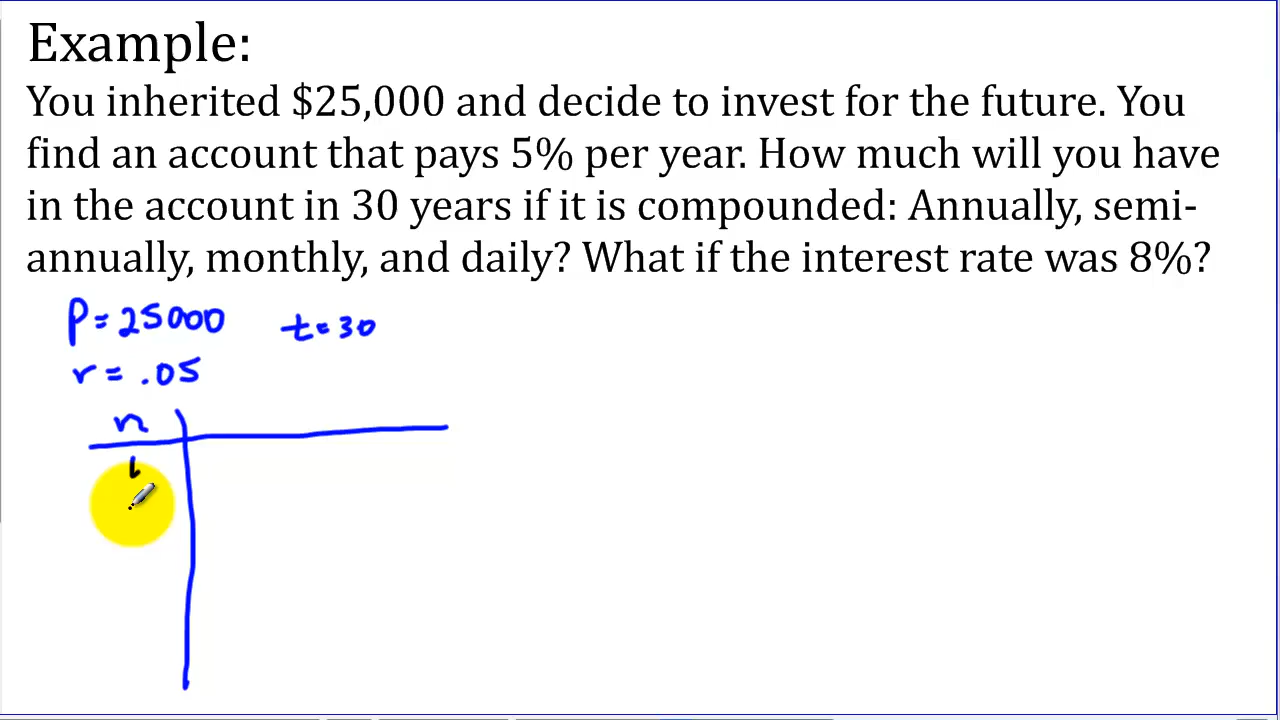 Example:
You inherited $25,000 and decide to invest for the future. You
find an account that pays 5% per year. How much will you have
in the account in 30 years if it is compounded: Annually, semi-
annually, monthly, and daily? What if the interest rate was 8%?
P = 25000 t = 30
r = .05
n
1